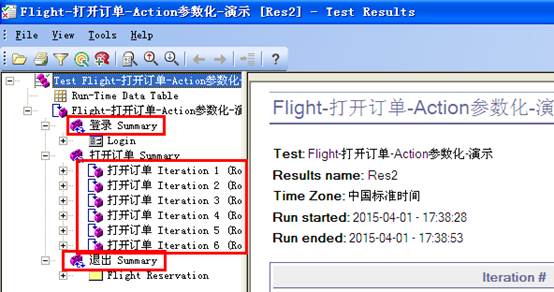 Flight-打开订单-Action参数化-演示 [Res2] - Test Results
File View Tools Help
Test Flight-打开订单-Action参数化-
Run-Time Data Table
Flight-打开订单-Action参数化-演
登录 Summary
Login
打开订单 Summary
打开订单 Iteration 1 (Ro
打开订单 Iteration 2 (Ro
打开订单 Iteration 3 (Ro
打开订单 Iteration 4 (Ro
打开订单 Iteration 5 (Ro
打开订单 Iteration 6 (Ro
退出 Summary
Flight Reservation
Flight-打开订单-Action参数化-演
Test: Flight-打开订单-Action参数化-演示
Results name: Res2
Time Zone: 中国标准时间
Run started: 2015-04-01 - 17:38:28
Run ended: 2015-04-01 - 17:38:53
Iteration #